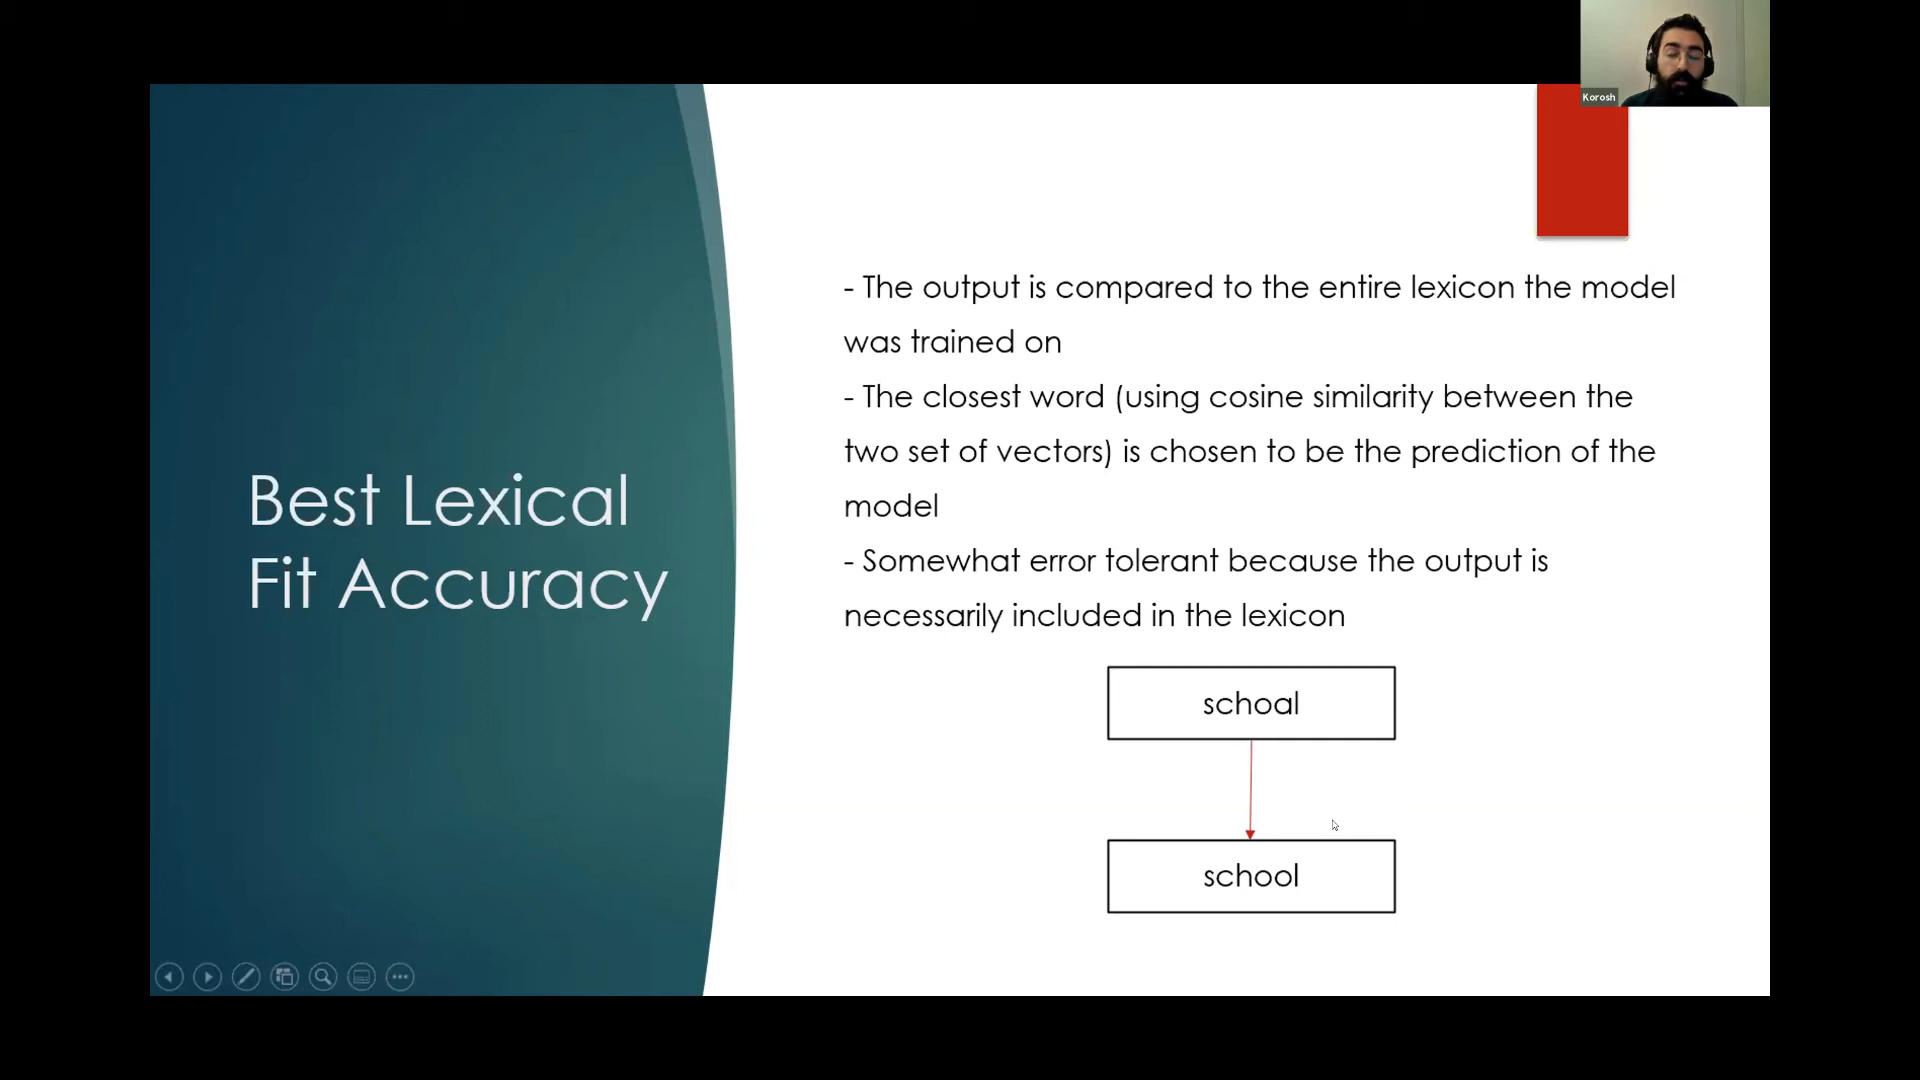 Korosh
Best Lexical
Fit Accuracy
- The output is compared to the entire lexicon the model
was trained on
- The closest word (using cosine similarity between the
two set of vectors) is chosen to be the prediction of the
model
- Somewhat error tolerant because the output is
necessarily included in the lexicon
schoal
school